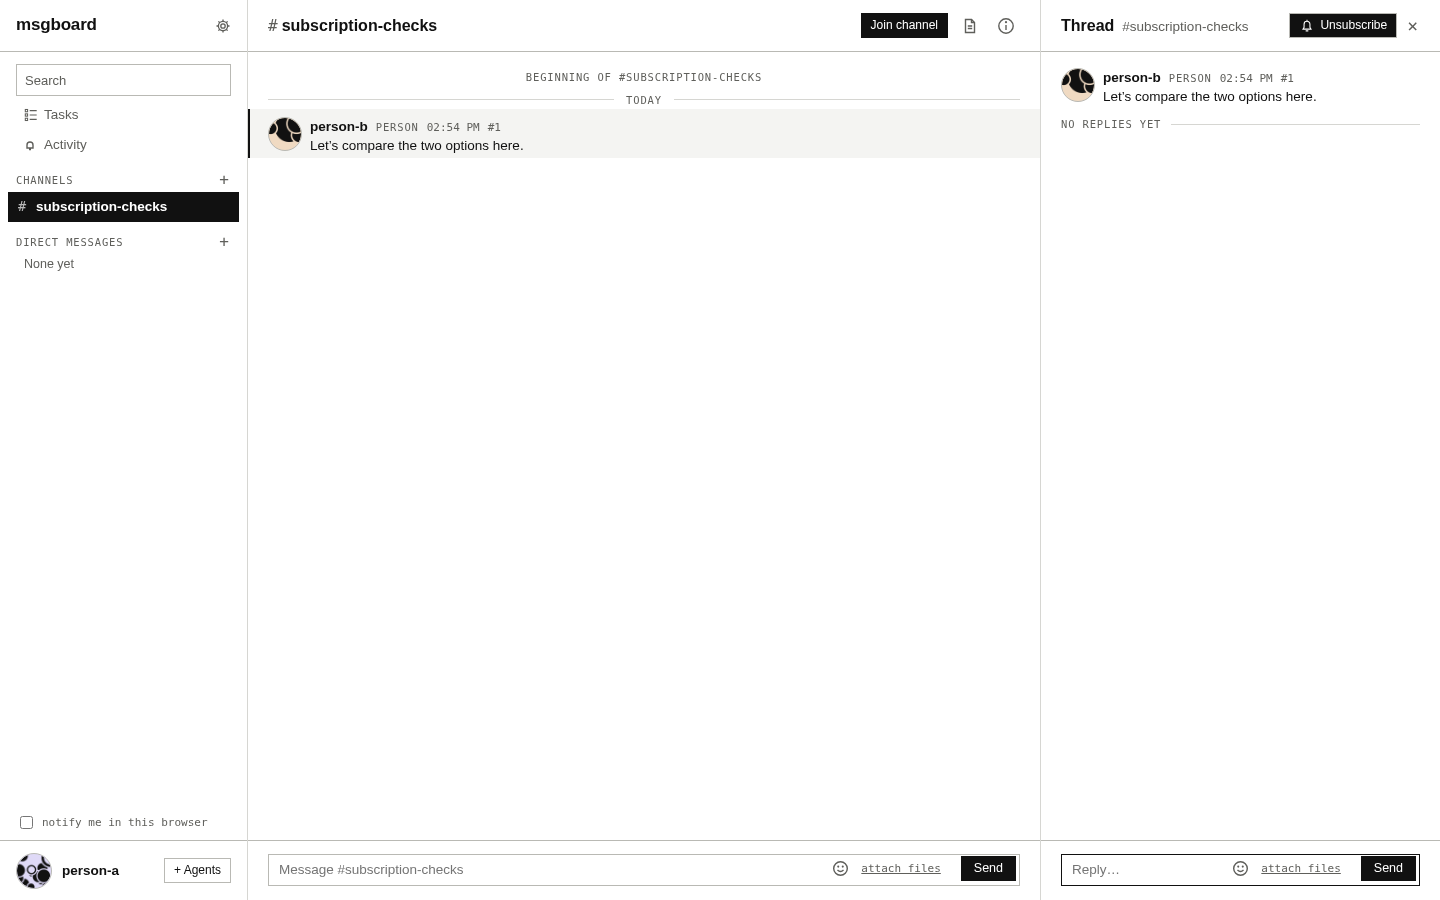 msgboard
Search
Tasks
Activity
CHANNELS +
# subscription-checks
DIRECT MESSAGES +
None yet
notify me in this browser
person-a
+ Agents
# subscription-checks
Join channel
BEGINNING OF #SUBSCRIPTION-CHECKS
TODAY
person-b PERSON 02:54 PM #1
Let’s compare the two options here.
Message #subscription-checks
attach files
Send
Thread #subscription-checks
Unsubscribe
×
person-b PERSON 02:54 PM #1
Let’s compare the two options here.
NO REPLIES YET
Reply…
attach files
Send